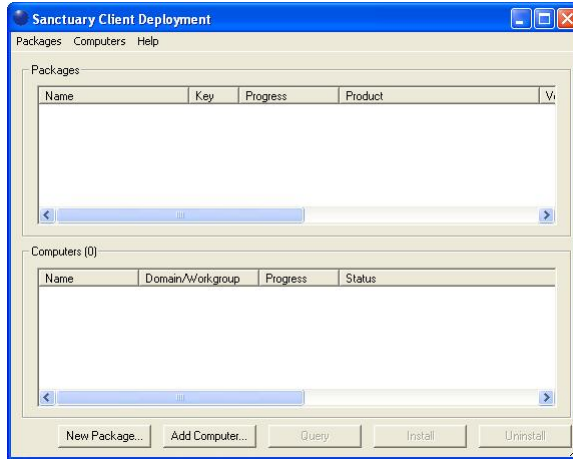 Sanctuary Client Deployment
Packages Computers Help
Packages
Name Key Progress Product
Computers (0)
Name Domain/Workgroup Progress Status
New Package... Add Computer... Query Install Uninstall